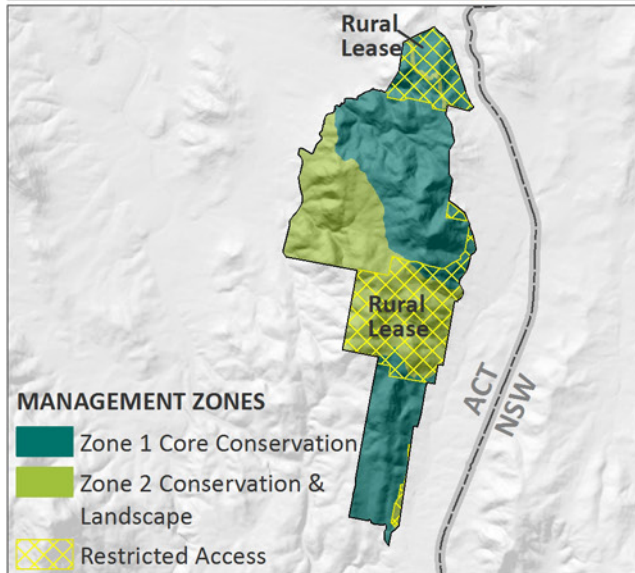 Rural
Lease
Rural
Lease
ACT
NSW
MANAGEMENT ZONES
Zone 1 Core Conservation
Zone 2 Conservation &
Landscape
Restricted Access